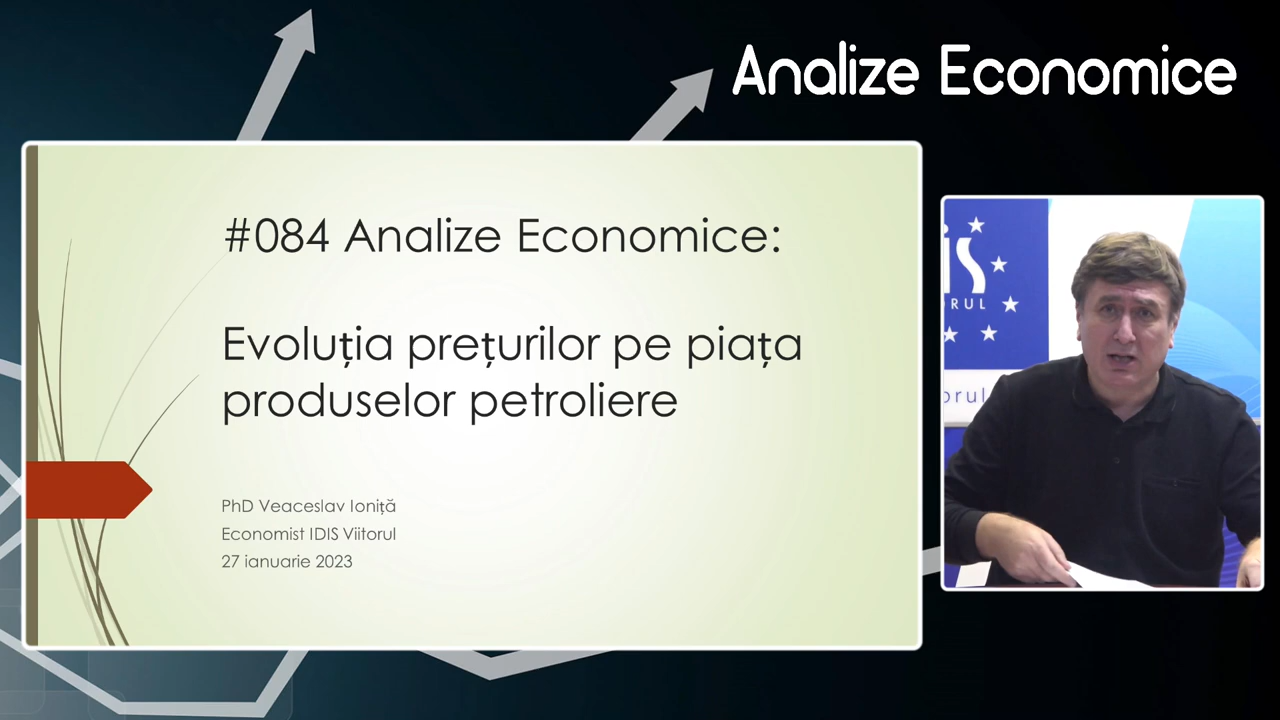 Analize Economice
#084 Analize Economice:
Evoluția prețurilor pe piața
produselor petroliere
PhD Veaceslav Ioniță
Economist IDIS Viitorul
27 ianuarie 2023